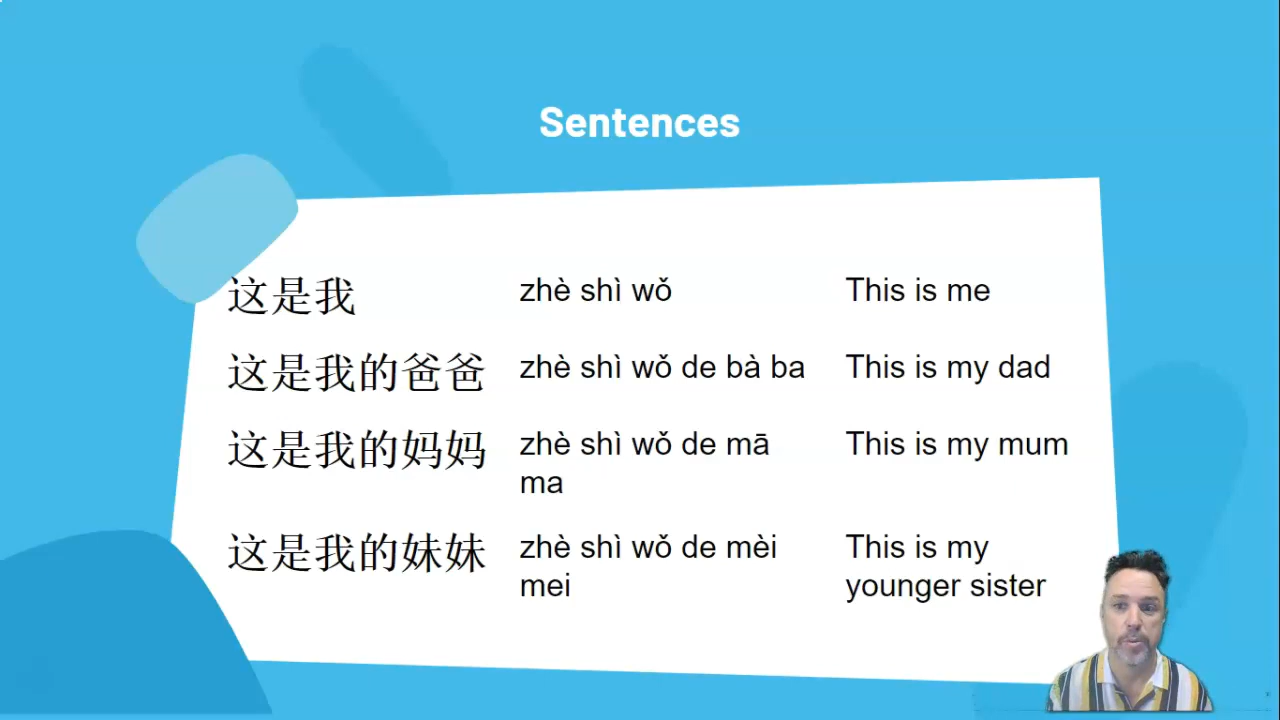 Sentences
这是我 zhè shì wǒ This is me
这是我的爸爸 zhè shì wǒ de bà ba This is my dad
这是我的妈妈 zhè shì wǒ de mā This is my mum
ma
这是我的妹妹 zhè shì wǒ de mèi This is my
mei younger sister